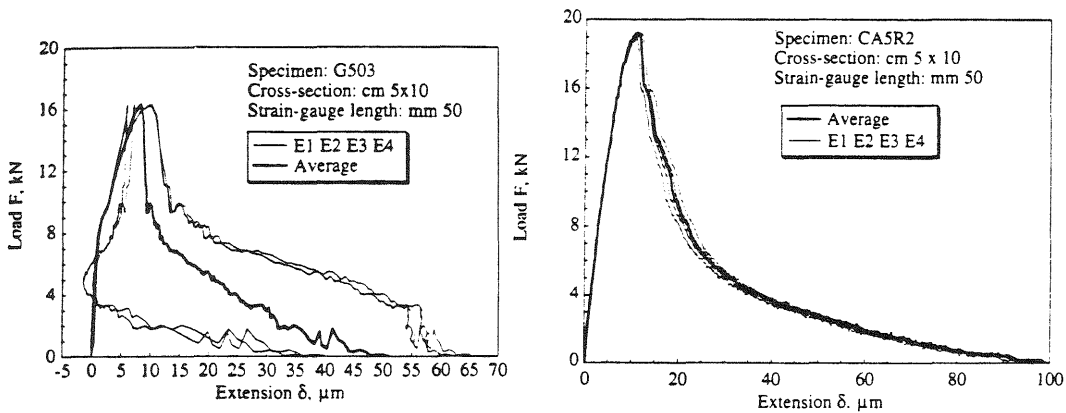 20
16
12
8
4
0
Load F, kN
Specimen: G503
Cross-section: cm 5x10
Strain-gauge length: mm 50
E1 E2 E3 E4
Average
-5 0 5 10 15 20 25 30 35 40 45 50 55 60 65 70
Extension δ, μm
20
16
12
8
4
0
Load F, kN
Specimen: CA5R2
Cross-section: cm 5 x 10
Strain-gauge length: mm 50
Average
E1 E2 E3 E4
0 20 40 60 80 100
Extension δ, μm